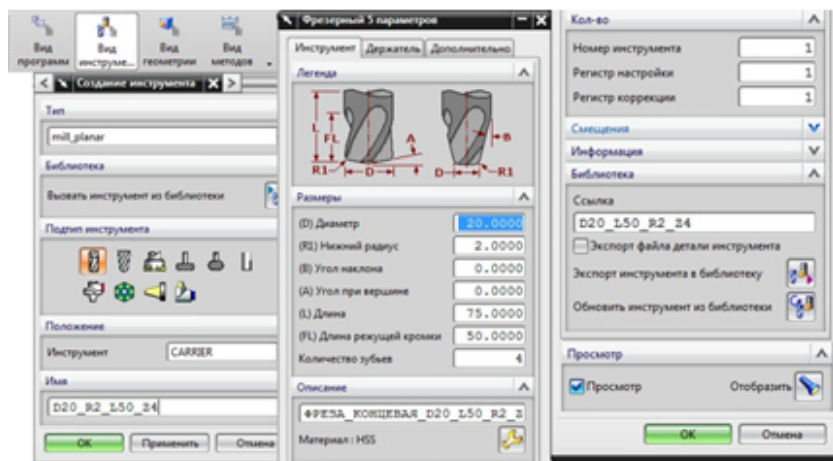 Вид программ
Вид инструме...
Вид геометрии
Вид методов
Создание инструмента
Тип
mill_planar
Библиотека
Вызвать инструмент из библиотеки
Подтип инструмента
Положение
Инструмент CARRIER
Имя
D20_R2_L50_Z4
OK Применить Отмена
Фрезерный 5 параметров
Инструмент Держатель Дополнительно
Легенда
L FL A B
R1 D D R1
Размеры
(D) Диаметр 20.0000
(R1) Нижний радиус 2.0000
(B) Угол наклона 0.0000
(A) Угол при вершине 0.0000
(L) Длина 75.0000
(FL) Длина режущей кромки 50.0000
Количество зубьев 4
Описание
ФРЕЗА_КОНЦЕВАЯ_D20_L50_R2_Z
Материал : HSS
Кол-во
Номер инструмента 1
Регистр настройки 1
Регистр коррекции 1
Смещения
Информация
Библиотека
Ссылка
D20_L50_R2_Z4
Экспорт файла детали инструмента
Экспорт инструмента в библиотеку
Обновить инструмент из библиотеки
Просмотр
Просмотр Отобразить
OK Отмена